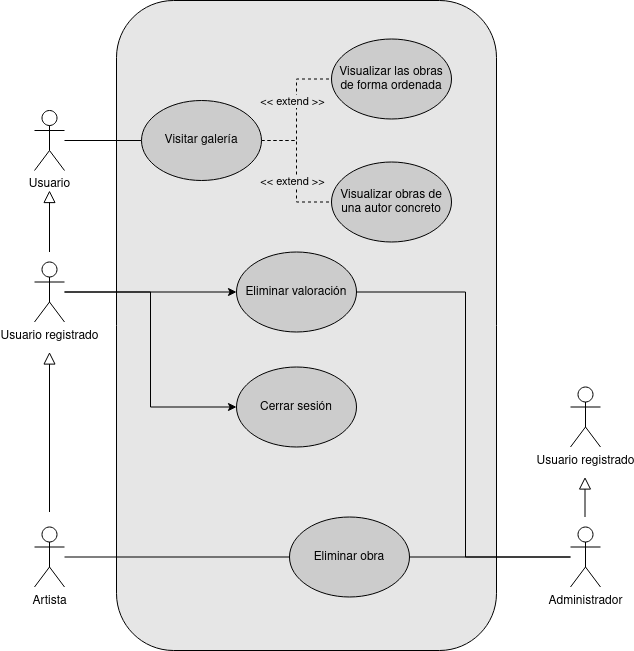 Visualizar las obras
de forma ordenada
<< extend >>
Visitar galería
Usuario
<< extend >>
Visualizar obras de
una autor concreto
Eliminar valoración
Usuario registrado
Cerrar sesión
Usuario registrado
Eliminar obra
Artista
Administrador